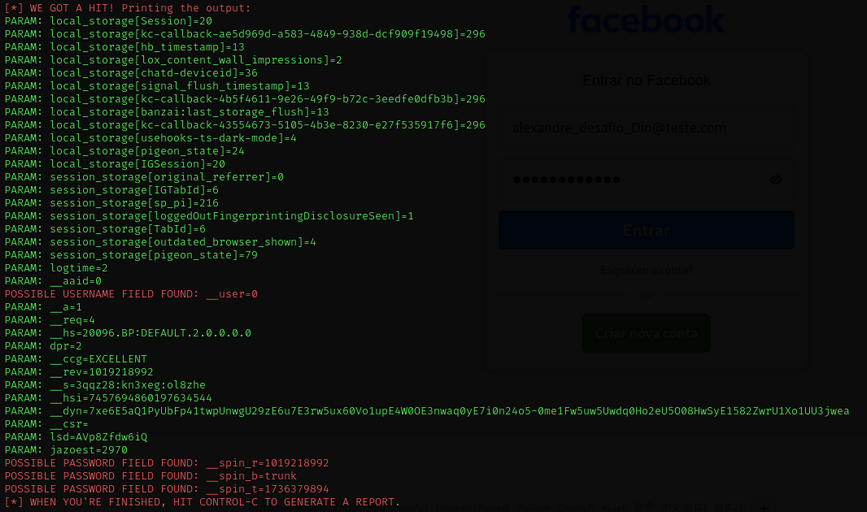 [*] WE GOT A HIT! Printing the output:
PARAM: local_storage[Session]=20
PARAM: local_storage[kc-callback-ae5d969d-a583-4849-938d-dcf909f19498]=296
PARAM: local_storage[hb_timestamp]=13
PARAM: local_storage[lox_content_wall_impressions]=2
PARAM: local_storage[chatd-deviceid]=36
PARAM: local_storage[signal_flush_timestamp]=13
PARAM: local_storage[kc-callback-4b5f4611-9e26-49f9-b72c-3eedfe0dfb3b]=296
PARAM: local_storage[banzai:last_storage_flush]=13
PARAM: local_storage[kc-callback-43554673-5105-4b3e-8230-e27f535917f6]=296
PARAM: local_storage[usehooks-ts-dark-mode]=4
PARAM: local_storage[pigeon_state]=24
PARAM: local_storage[IGSession]=20
PARAM: session_storage[original_referrer]=0
PARAM: session_storage[IGTabId]=6
PARAM: session_storage[sp_pi]=216
PARAM: session_storage[loggedOutFingerprintingDisclosureSeen]=1
PARAM: session_storage[TabId]=6
PARAM: session_storage[outdated_browser_shown]=4
PARAM: session_storage[pigeon_state]=79
PARAM: logtime=2
PARAM: __aaid=0
POSSIBLE USERNAME FIELD FOUND: __user=0
PARAM: __a=1
PARAM: __req=4
PARAM: __hs=20096.BP:DEFAULT.2.0.0.0.0
PARAM: dpr=2
PARAM: __ccg=EXCELLENT
PARAM: __rev=1019218992
PARAM: __s=3qqz28:kn3xeg:ol8zhe
PARAM: __hsi=7457694860197634544
PARAM: __dyn=7xe6E5aQ1PyUbFp41twpUnwgU29zE6u7E3rw5ux60Vo1upE4W0OE3nwaq0yE7i0n24o5-0me1Fw5uw5Uwdq0Ho2eU5O08HwSyE1582ZwrU1Xo1UU3jwea
PARAM: __csr=
PARAM: lsd=AVp8Zfdw6iQ
PARAM: jazoest=2970
POSSIBLE PASSWORD FIELD FOUND: __spin_r=1019218992
POSSIBLE PASSWORD FIELD FOUND: __spin_b=trunk
POSSIBLE PASSWORD FIELD FOUND: __spin_t=1736379894
[*] WHEN YOU'RE FINISHED, HIT CONTROL-C TO GENERATE A REPORT.
facebook
Entrar no Facebook
alexandre_desafio_Dio@teste.com
Entrar
Esqueceu a conta?
Criar nova conta